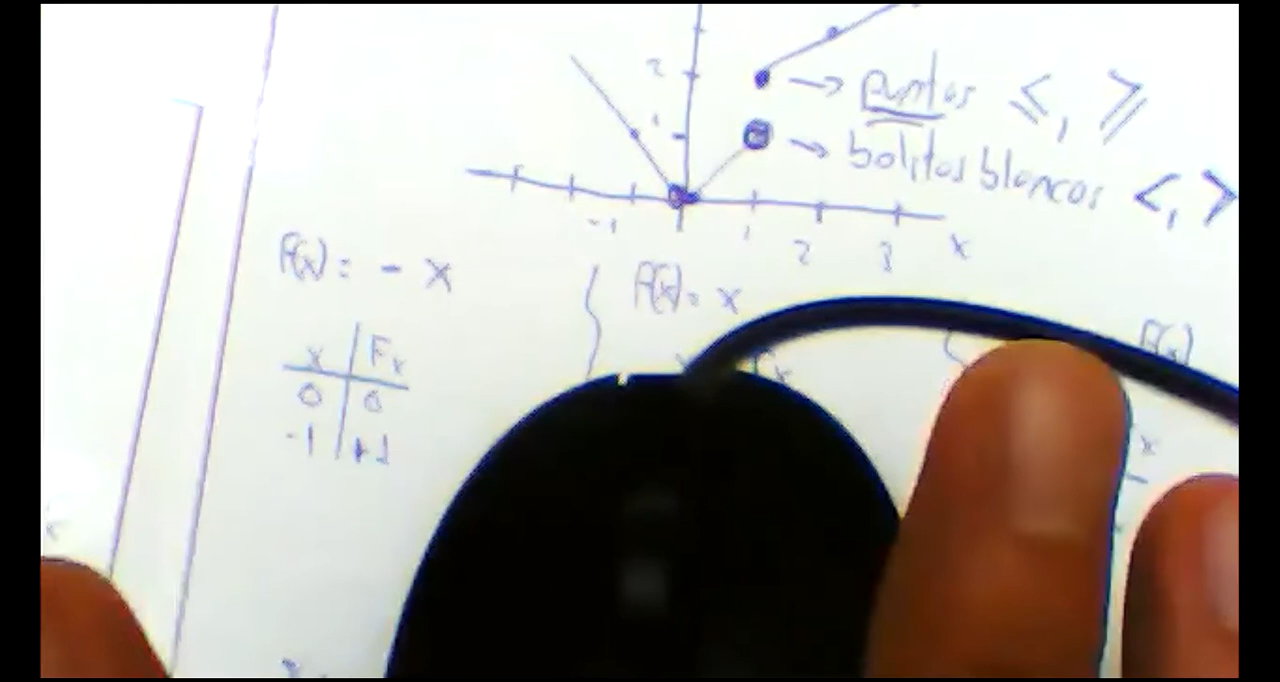 2
→ puntos ≤, ≥
1
→ bolitas blancas <, >
-1 1 2 3 x
F(x) = - x
F(x) = x
F(x)
x Fx
0 0
-1 +1
x